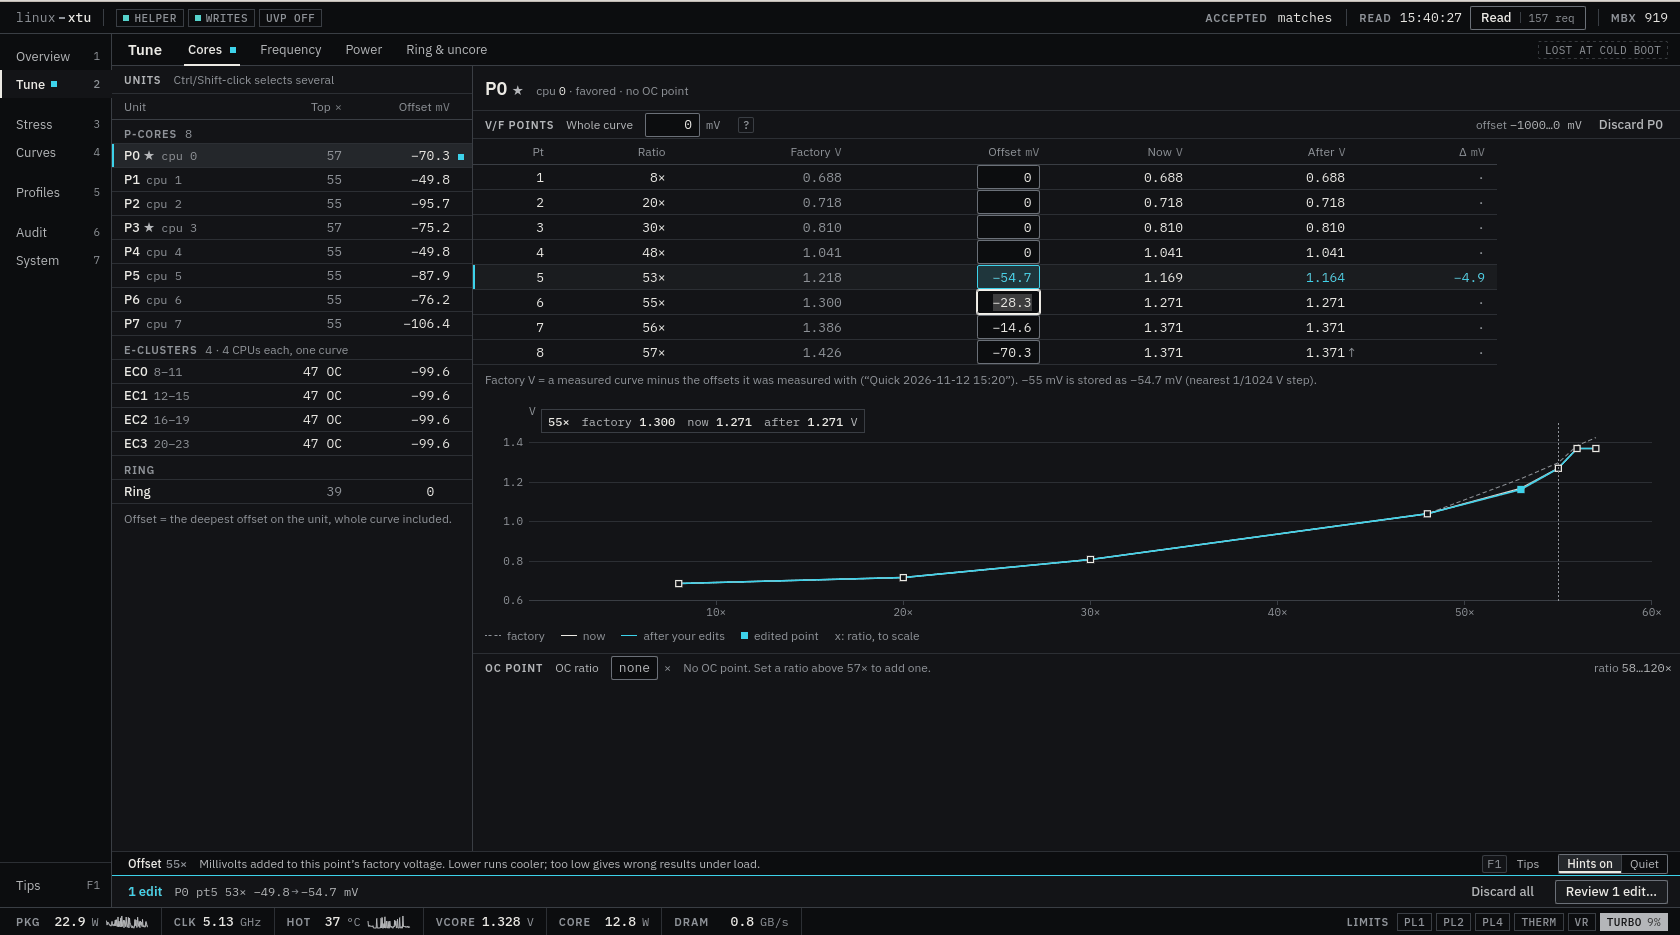 linux-xtu HELPER WRITES UVP OFF ACCEPTED matches READ 15:40:27 Read 157 req MBX 919
Overview 1
Tune 2
Stress 3
Curves 4
Profiles 5
Audit 6
System 7
Tips F1
Tune Cores Frequency Power Ring & uncore LOST AT COLD BOOT
UNITS Ctrl/Shift-click selects several
Unit Top × Offset mV
P-CORES 8
P0 ★ cpu 0 57 −70.3
P1 cpu 1 55 −49.8
P2 cpu 2 55 −95.7
P3 ★ cpu 3 57 −75.2
P4 cpu 4 55 −49.8
P5 cpu 5 55 −87.9
P6 cpu 6 55 −76.2
P7 cpu 7 55 −106.4
E-CLUSTERS 4 · 4 CPUs each, one curve
EC0 8–11 47 OC −99.6
EC1 12–15 47 OC −99.6
EC2 16–19 47 OC −99.6
EC3 20–23 47 OC −99.6
RING
Ring 39 0
Offset = the deepest offset on the unit, whole curve included.
P0 ★ cpu 0 · favored · no OC point
V/F POINTS Whole curve 0 mV ? offset −1000…0 mV Discard P0
Pt Ratio Factory V Offset mV Now V After V Δ mV
1 8× 0.688 0 0.688 0.688 ·
2 20× 0.718 0 0.718 0.718 ·
3 30× 0.810 0 0.810 0.810 ·
4 48× 1.041 0 1.041 1.041 ·
5 53× 1.218 −54.7 1.169 1.164 −4.9
6 55× 1.300 −28.3 1.271 1.271 ·
7 56× 1.386 −14.6 1.371 1.371 ·
8 57× 1.426 −70.3 1.371 1.371↑ ·
Factory V = a measured curve minus the offsets it was measured with (“Quick 2026-11-12 15:20”). −55 mV is stored as −54.7 mV (nearest 1/1024 V step).
V
55× factory 1.300 now 1.271 after 1.271 V
1.4
1.2
1.0
0.8
0.6
10× 20× 30× 40× 50× 60×
factory now after your edits edited point x: ratio, to scale
OC POINT OC ratio none × No OC point. Set a ratio above 57× to add one. ratio 58…120×
Offset 55× Millivolts added to this point’s factory voltage. Lower runs cooler; too low gives wrong results under load. F1 Tips Hints on Quiet
1 edit P0 pt5 53× −49.8→−54.7 mV Discard all Review 1 edit…
PKG 22.9 W CLK 5.13 GHz HOT 37 °C VCORE 1.328 V CORE 12.8 W DRAM 0.8 GB/s LIMITS PL1 PL2 PL4 THERM VR TURBO 9%